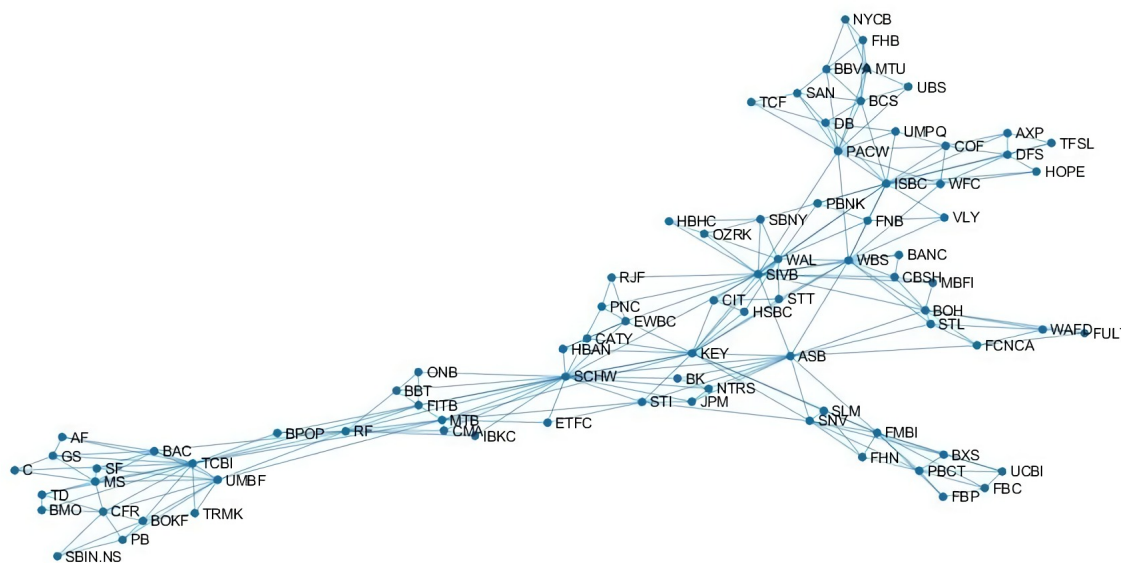 NYCB
FHB
BBVA MTU
UBS
SAN
BCS
TCF
DB
UMPQ
AXP
TFSL
COF
PACW
DFS
HOPE
ISBC
WFC
PBNK
HBHC
SBNY
FNB
VLY
OZRK
BANC
WAL
WBS
SIVB
CBSH
MBFI
RJF
CIT
STT
PNC
HSBC
BOH
EWBC
STL
WAFD
FULT
CATY
FCNCA
HBAN
KEY
ASB
SCHW
ONB
BK
BBT
NTRS
FITB
STI
JPM
MTB
SLM
SNV
ETFC
CMA
IBKC
BPOP
RF
FMBI
AF
BAC
GS
FHN
BXS
TCBI
C
SF
PBCT
UCBI
MS
UMBF
FBC
TD
FBP
BMO
CFR
TRMK
BOKF
PB
SBIN.NS